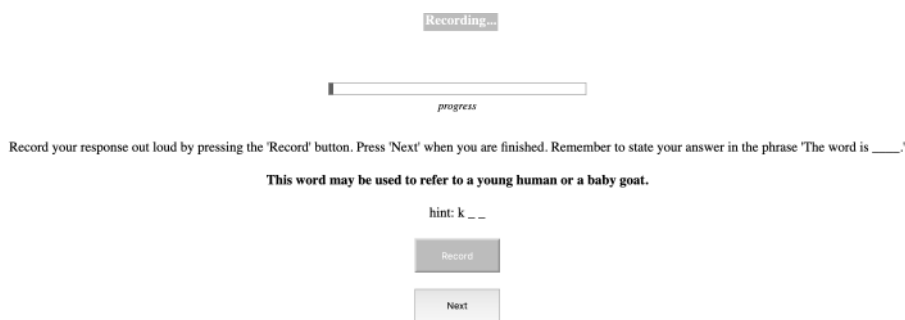 Recording...
progress
Record your response out loud by pressing the 'Record' button. Press 'Next' when you are finished. Remember to state your answer in the phrase 'The word is ____.'
This word may be used to refer to a young human or a baby goat.
hint: k _ _
Record
Next